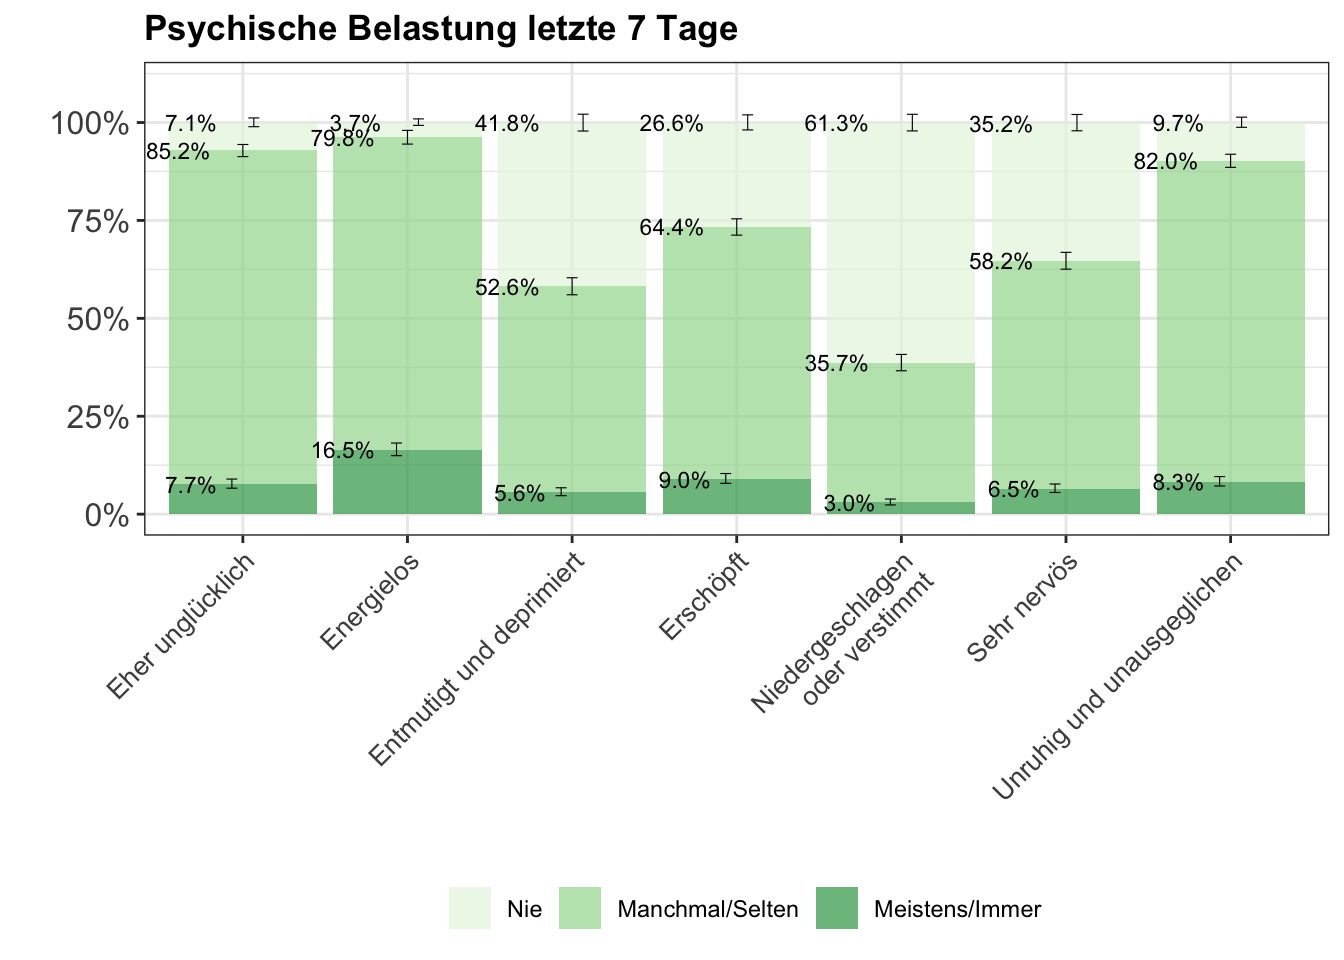 Psychische Belastung letzte 7 Tage
100%
75%
50%
25%
0%
7.1%
3.7%
41.8%
26.6%
61.3%
35.2%
9.7%
85.2%
79.8%
52.6%
64.4%
35.7%
58.2%
82.0%
7.7%
16.5%
5.6%
9.0%
3.0%
6.5%
8.3%
Eher unglücklich
Energielos
Entmutigt und deprimiert
Erschöpft
Niedergeschlagen
oder verstimmt
Sehr nervös
Unruhig und unausgeglichen
Nie
Manchmal/Selten
Meistens/Immer